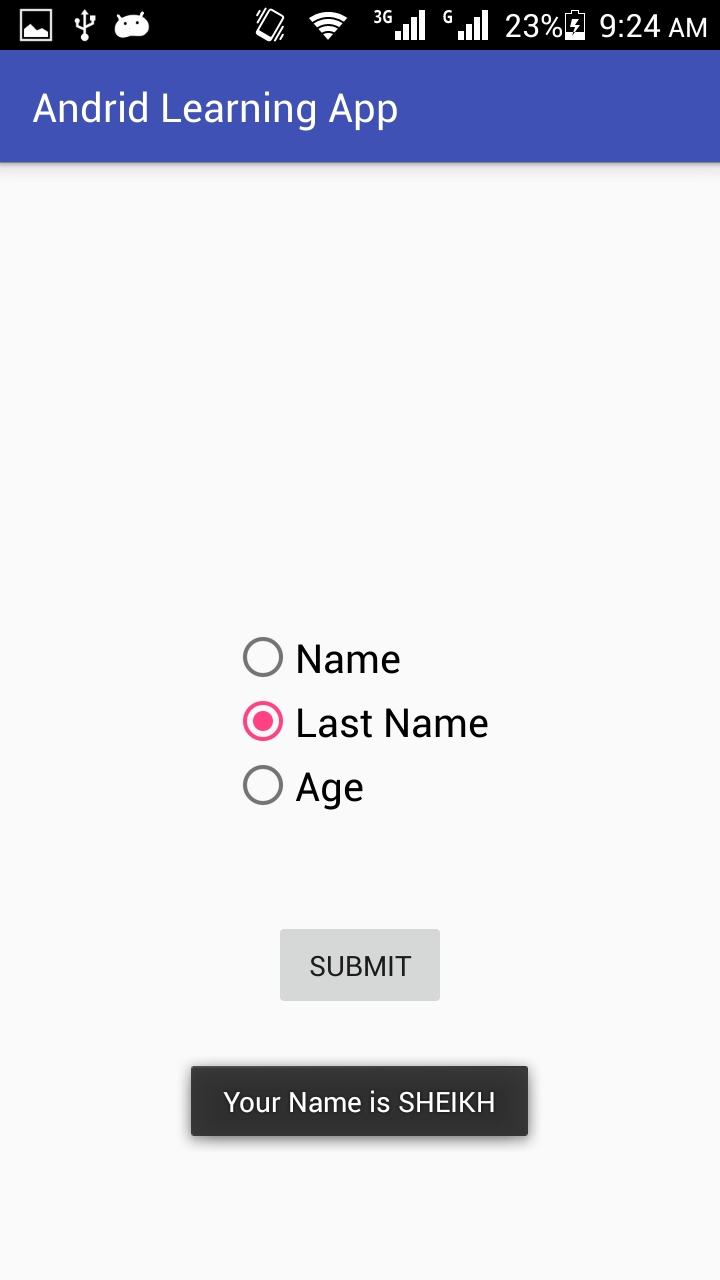 3G G 23% 9:24 AM
Andrid Learning App
Name
Last Name
Age
SUBMIT
Your Name is SHEIKH